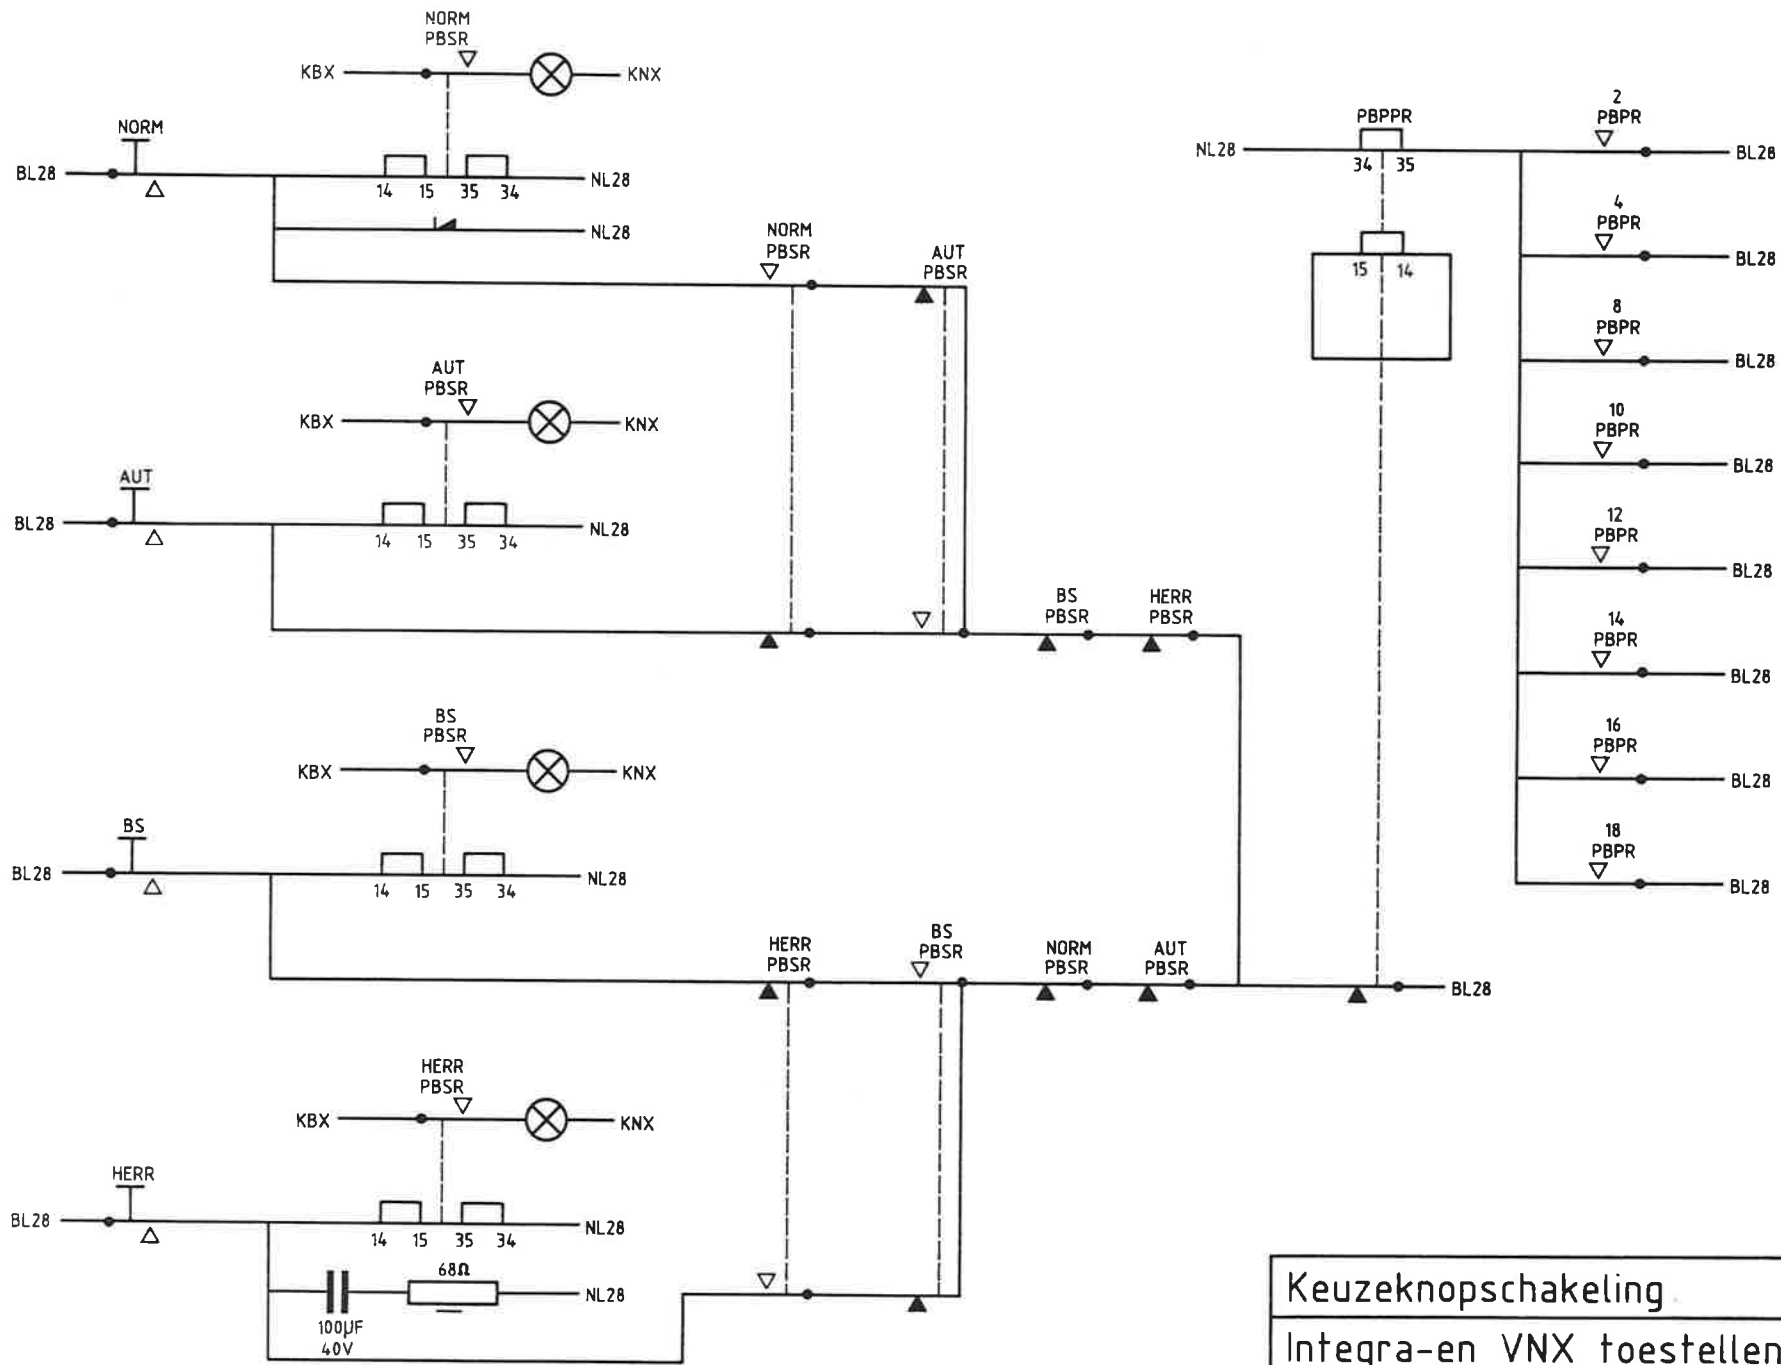 NORM
PBSR
KBX
KNX
NORM
BL28
14 15 35 34
NL28
NL28
NORM
PBSR
AUT
PBSR
AUT
PBSR
KBX
KNX
AUT
BL28
14 15 35 34
NL28
BS
PBSR
HERR
PBSR
BS
PBSR
KBX
KNX
BS
BL28
14 15 35 34
NL28
HERR
PBSR
BS
PBSR
NORM
PBSR
AUT
PBSR
BL28
HERR
PBSR
KBX
KNX
HERR
BL28
14 15 35 34
NL28
68Ω
NL28
100µF
40V
PBPPR
NL28
34 35
15 14
2
PBPR
BL28
4
PBPR
BL28
8
PBPR
BL28
10
PBPR
BL28
12
PBPR
BL28
14
PBPR
BL28
16
PBPR
BL28
18
PBPR
BL28
Keuzeknopschakeling
Integra-en VNX toestellen